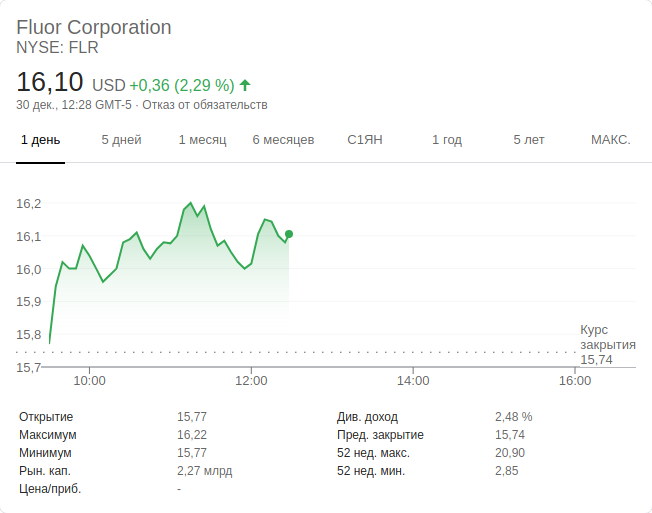 Fluor Corporation
NYSE: FLR
16,10 USD +0,36 (2,29 %)
30 дек., 12:28 GMT-5 · Отказ от обязательств
1 день 5 дней 1 месяц 6 месяцев С1ЯН 1 год 5 лет МАКС.
16,2
16,1
16,0
15,9
15,8
15,7
Курс
закрытия
15,74
10:00 12:00 14:00 16:00
Открытие 15,77 Див. доход 2,48 %
Максимум 16,22 Пред. закрытие 15,74
Минимум 15,77 52 нед. макс. 20,90
Рын. кап. 2,27 млрд 52 нед. мин. 2,85
Цена/приб. -